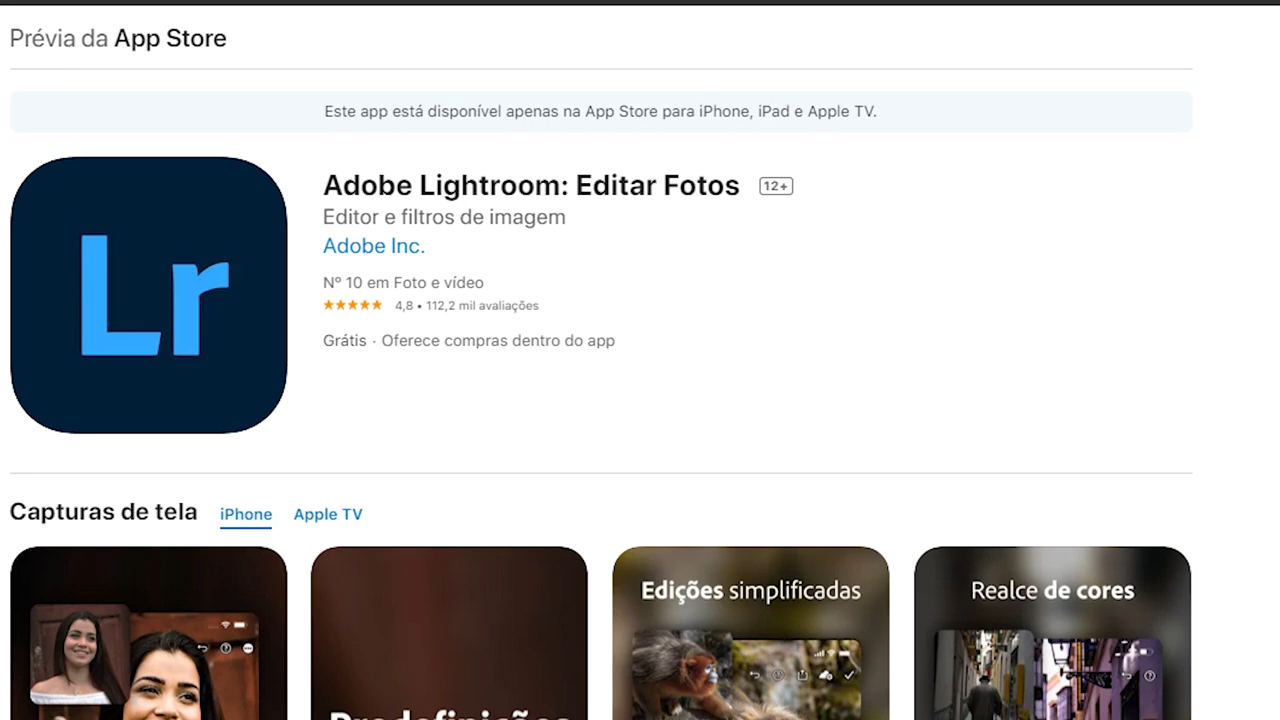 Prévia da App Store
Este app está disponível apenas na App Store para iPhone, iPad e Apple TV.
Lr
Adobe Lightroom: Editar Fotos 12+
Editor e filtros de imagem
Adobe Inc.
Nº 10 em Foto e vídeo
4,8 • 112,2 mil avaliações
Grátis · Oferece compras dentro do app
Capturas de tela iPhone Apple TV
Edições simplificadas
Realce de cores
Predefinições